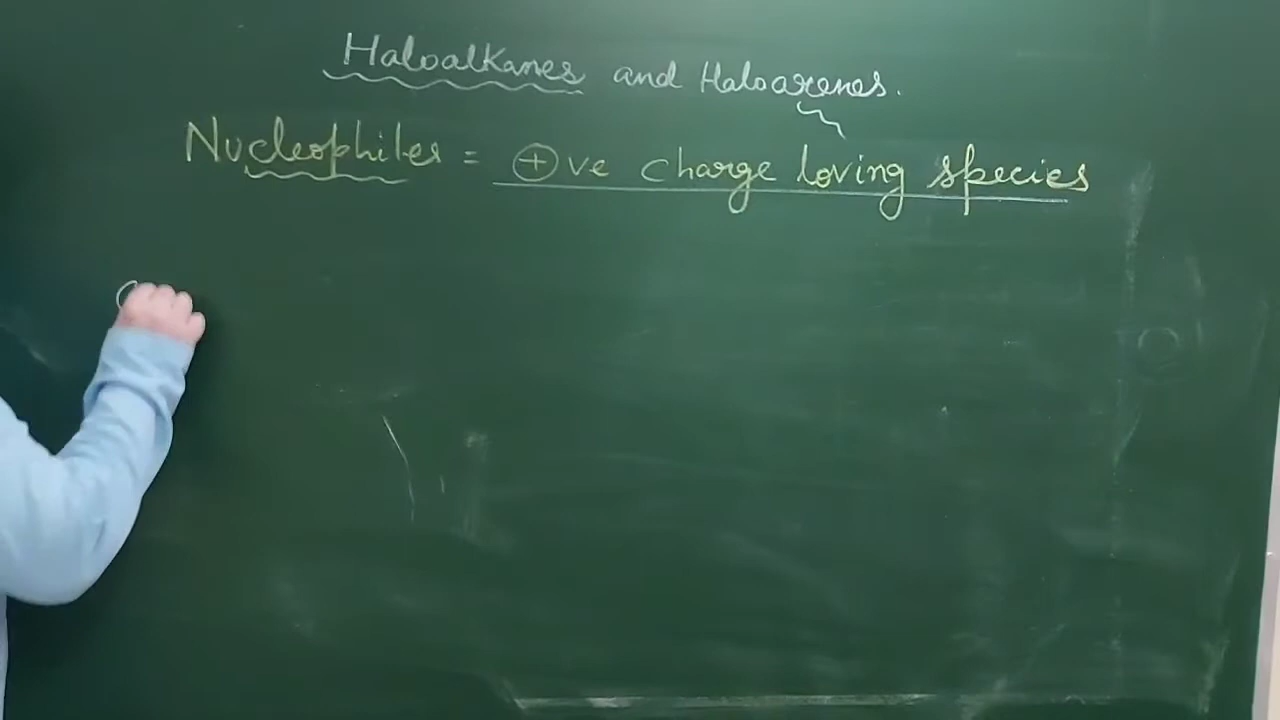 Haloalkanes and Haloarenes.
Nucleophiles = ⊕ve charge loving species